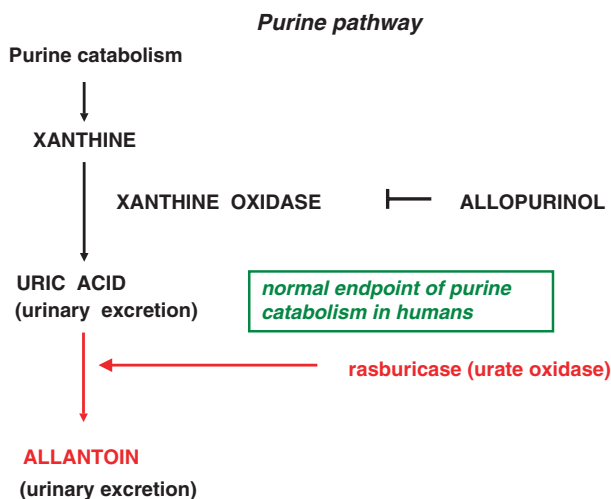 Purine pathway
Purine catabolism
XANTHINE
XANTHINE OXIDASE
ALLOPURINOL
URIC ACID
(urinary excretion)
normal endpoint of purine
catabolism in humans
rasburicase (urate oxidase)
ALLANTOIN
(urinary excretion)